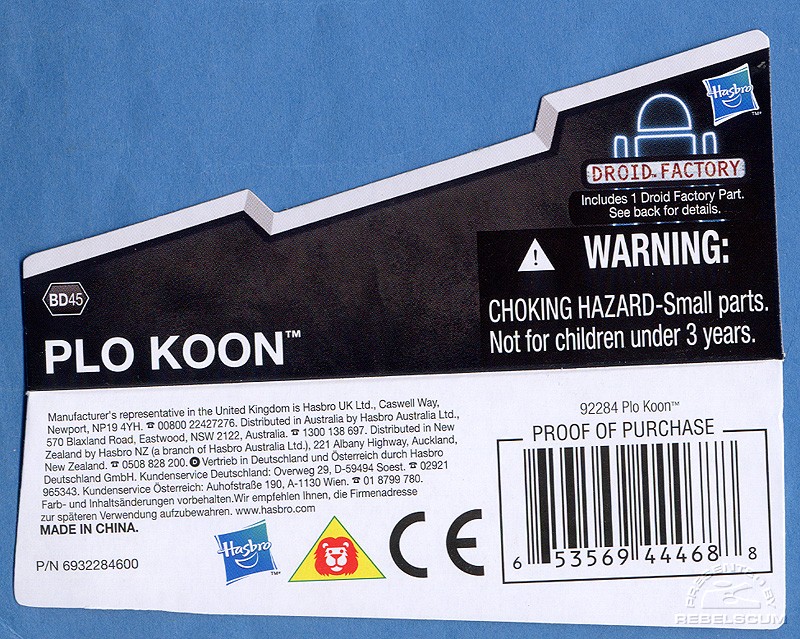 Hasbro
TM
DROID FACTORY
Includes 1 Droid Factory Part.
See back for details.
WARNING:
CHOKING HAZARD-Small parts.
Not for children under 3 years.
BD45
PLO KOON™
Manufacturer's representative in the United Kingdom is Hasbro UK Ltd., Caswell Way,
Newport, NP19 4YH. ☎ 00800 22427276. Distributed in Australia by Hasbro Australia Ltd.,
570 Blaxland Road, Eastwood, NSW 2122, Australia. ☎ 1300 138 697. Distributed in New
Zealand by Hasbro NZ (a branch of Hasbro Australia Ltd.), 221 Albany Highway, Auckland,
New Zealand. ☎ 0508 828 200. D Vertrieb in Deutschland und Österreich durch Hasbro
Deutschland GmbH. Kundenservice Deutschland: Overweg 29, D-59494 Soest. ☎ 02921
965343. Kundenservice Österreich: Auhofstraße 190, A-1130 Wien. ☎ 01 8799 780.
Farb- und Inhaltsänderungen vorbehalten.Wir empfehlen Ihnen, die Firmenadresse
zur späteren Verwendung aufzubewahren. www.hasbro.com
MADE IN CHINA.
P/N 6932284600
Hasbro
TM
CE
92284 Plo Koon™
PROOF OF PURCHASE
6 53569 44468 8
PRESENTED BY
REBELSCUM